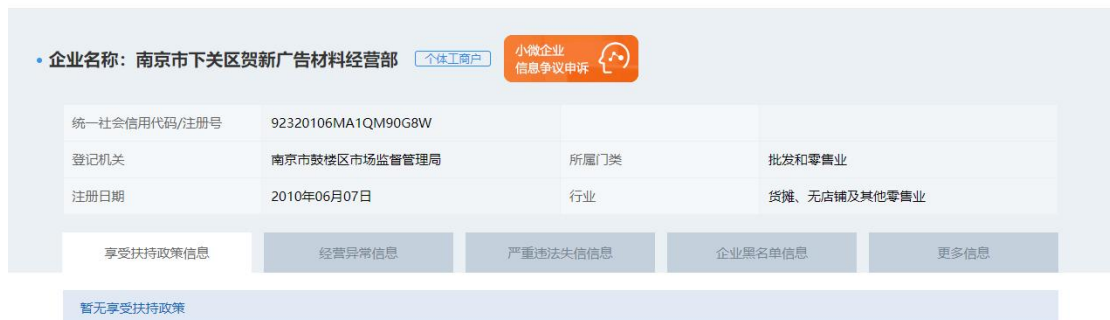 • 企业名称：南京市下关区贺新广告材料经营部 个体工商户 小微企业
信息争议申诉
统一社会信用代码/注册号 92320106MA1QM90G8W
登记机关 南京市鼓楼区市场监督管理局 所属门类 批发和零售业
注册日期 2010年06月07日 行业 货摊、无店铺及其他零售业
享受扶持政策信息 经营异常信息 严重违法失信信息 企业黑名单信息 更多信息
暂无享受扶持政策